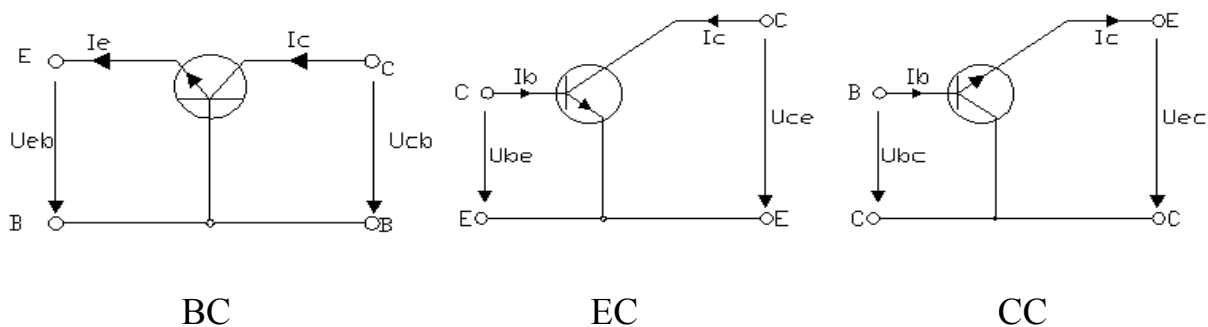 E Ie Ic C
Ueb Ucb
B B
BC
C Ib Ic C
Ube Uce
E E
EC
B Ib Ic E
Ubc Uec
C C
CC